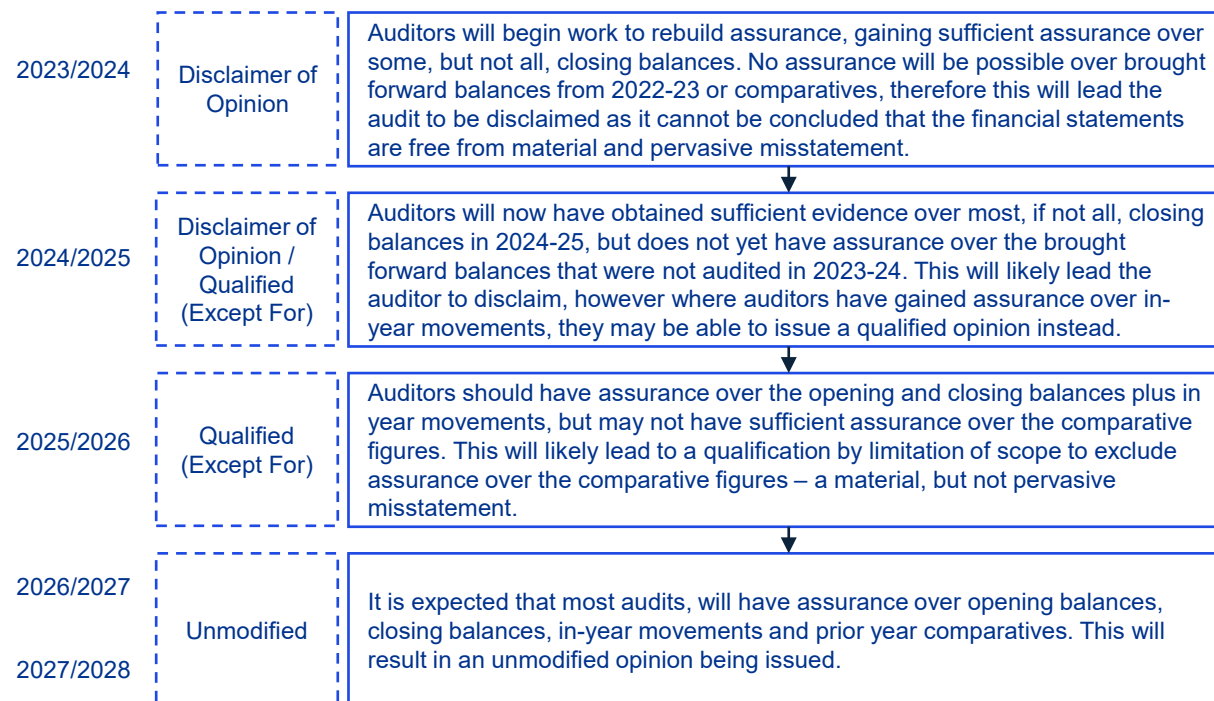 2023/2024
Disclaimer of
Opinion
Auditors will begin work to rebuild assurance, gaining sufficient assurance over
some, but not all, closing balances. No assurance will be possible over brought
forward balances from 2022-23 or comparatives, therefore this will lead the
audit to be disclaimed as it cannot be concluded that the financial statements
are free from material and pervasive misstatement.
2024/2025
Disclaimer of
Opinion /
Qualified
(Except For)
Auditors will now have obtained sufficient evidence over most, if not all, closing
balances in 2024-25, but does not yet have assurance over the brought
forward balances that were not audited in 2023-24. This will likely lead the
auditor to disclaim, however where auditors have gained assurance over in-
year movements, they may be able to issue a qualified opinion instead.
2025/2026
Qualified
(Except For)
Auditors should have assurance over the opening and closing balances plus in
year movements, but may not have sufficient assurance over the comparative
figures. This will likely lead to a qualification by limitation of scope to exclude
assurance over the comparative figures – a material, but not pervasive
misstatement.
2026/2027
2027/2028
Unmodified
It is expected that most audits, will have assurance over opening balances,
closing balances, in-year movements and prior year comparatives. This will
result in an unmodified opinion being issued.